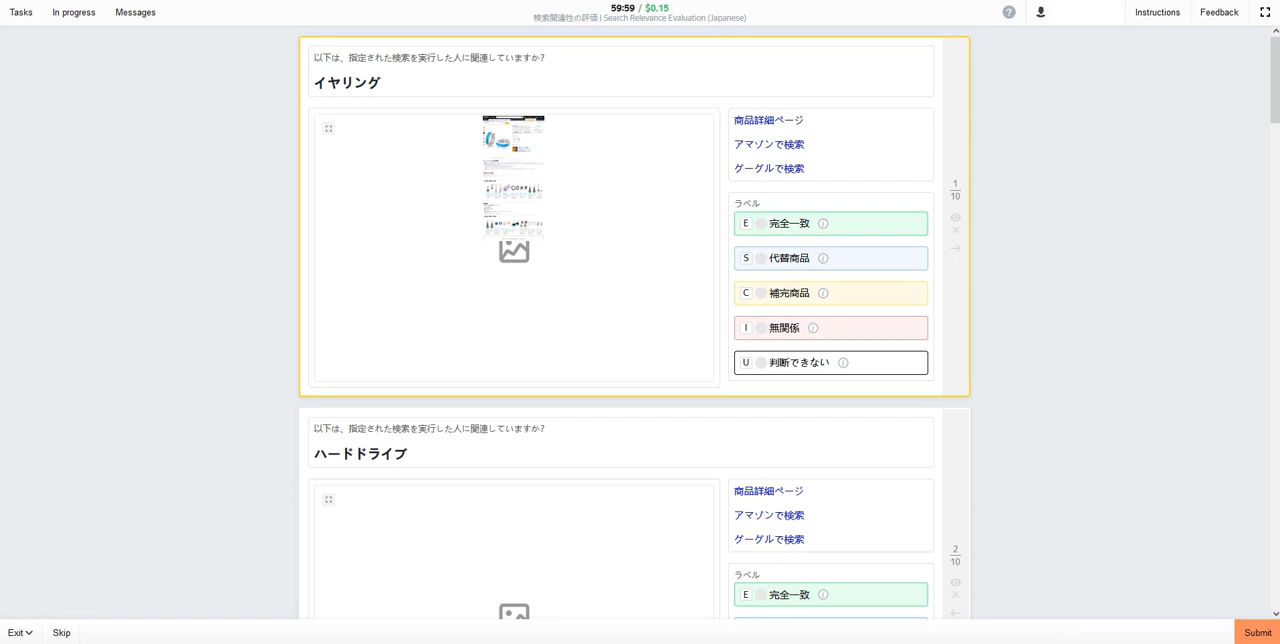 Tasks In progress Messages
59:59 / $0.15
検索関連性の評価 | Search Relevance Evaluation (Japanese)
Instructions Feedback
以下は、指定された検索を実行した人に関連していますか?
イヤリング
商品詳細ページ
アマゾンで検索
グーグルで検索
ラベル
E 完全一致
S 代替商品
C 補完商品
I 無関係
U 判断できない
1
10
以下は、指定された検索を実行した人に関連していますか?
ハードドライブ
商品詳細ページ
アマゾンで検索
グーグルで検索
ラベル
E 完全一致
2
10
Exit Skip Submit